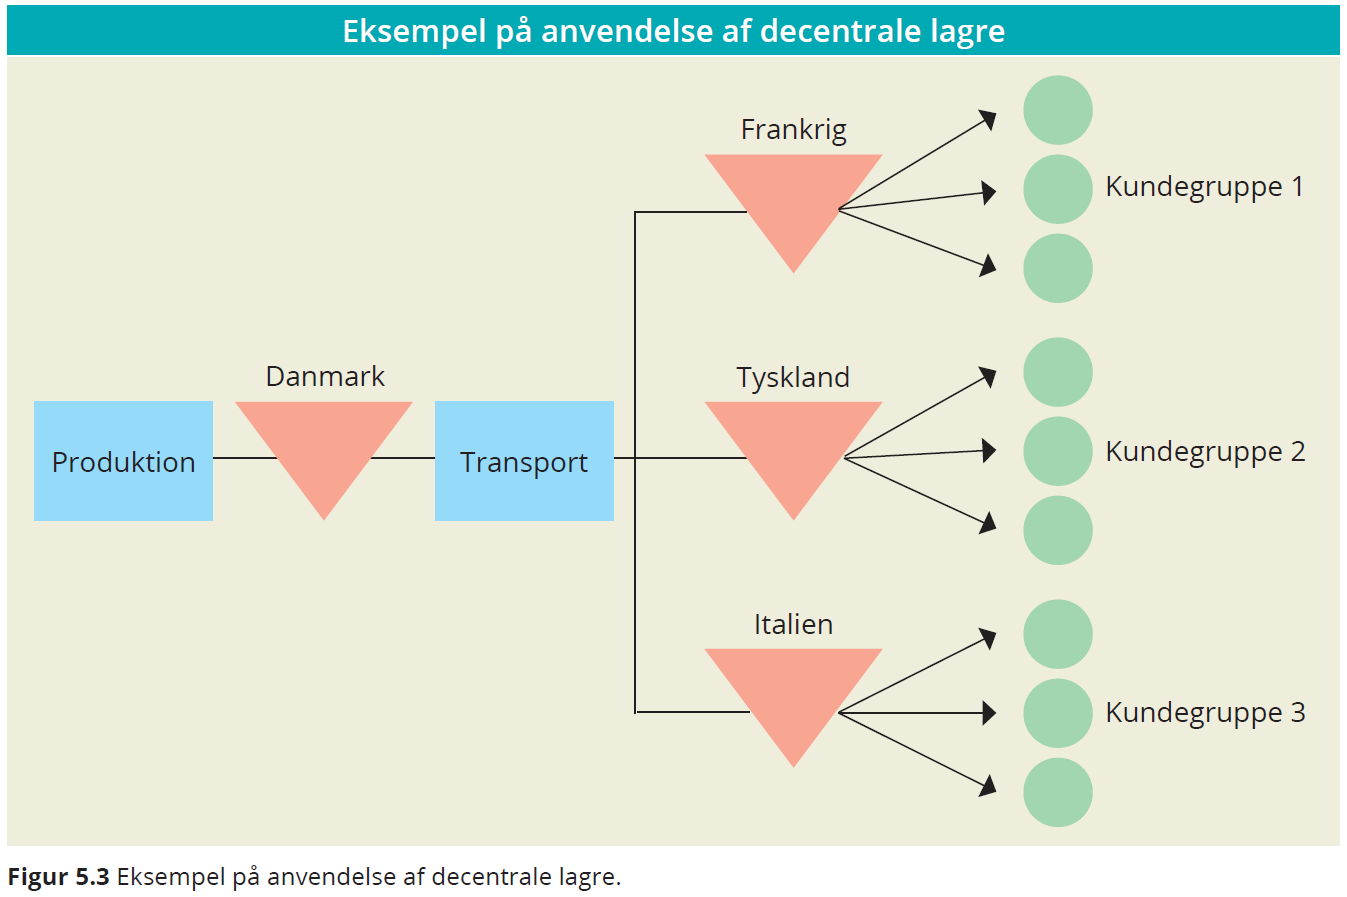 Eksempel på anvendelse af decentrale lagre
Frankrig
Kundegruppe 1
Danmark
Tyskland
Produktion
Transport
Kundegruppe 2
Italien
Kundegruppe 3
Figur 5.3 Eksempel på anvendelse af decentrale lagre.